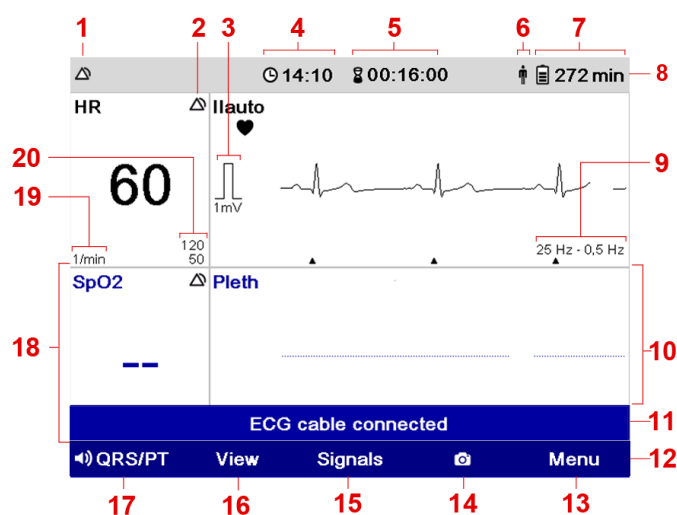 1 2 3 4 5 6 7
14:10 00:16:00 272 min 8
HR IIauto
9
20
19 60 1mV
120
1/min 50 25 Hz - 0,5 Hz
SpO2 Pleth
18 -- 10
ECG cable connected 11
QRS/PT View Signals Menu 12
17 16 15 14 13